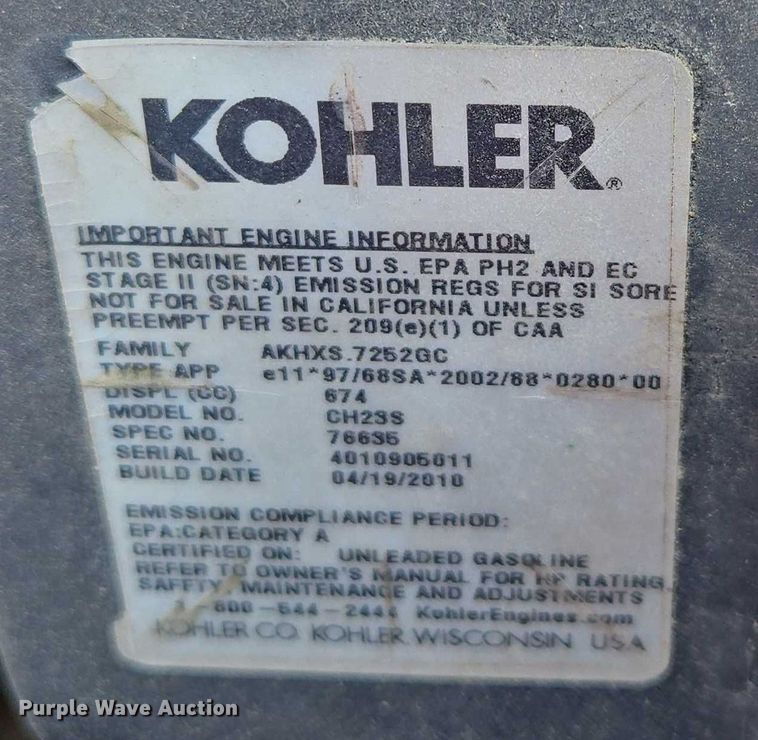 KOHLER®
IMPORTANT ENGINE INFORMATION
THIS ENGINE MEETS U.S. EPA PH2 AND EC
STAGE II (SN:4) EMISSION REGS FOR SI SORE
NOT FOR SALE IN CALIFORNIA UNLESS
PREEMPT PER SEC. 209(e)(1) OF CAA
FAMILY AKHXS.7252GC
TYPE APP e11*97/68SA*2002/88*0280*00
DISPL (CC) 674
MODEL NO. CH23S
SPEC NO. 76635
SERIAL NO. 4010905011
BUILD DATE 04/19/2010
EMISSION COMPLIANCE PERIOD:
EPA:CATEGORY A
CERTIFIED ON: UNLEADED GASOLINE
REFER TO OWNER'S MANUAL FOR HP RATING,
SAFETY, MAINTENANCE AND ADJUSTMENTS
1-800-544-2444 KohlerEngines.com
KOHLER CO. KOHLER, WISCONSIN USA
Purple Wave Auction